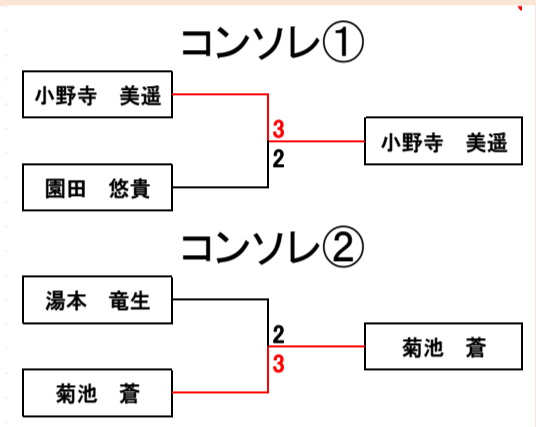 コンソレ①
小野寺　美遥
3
小野寺　美遥
2
園田　悠貴
コンソレ②
湯本　竜生
2
菊池　蒼
3
菊池　蒼